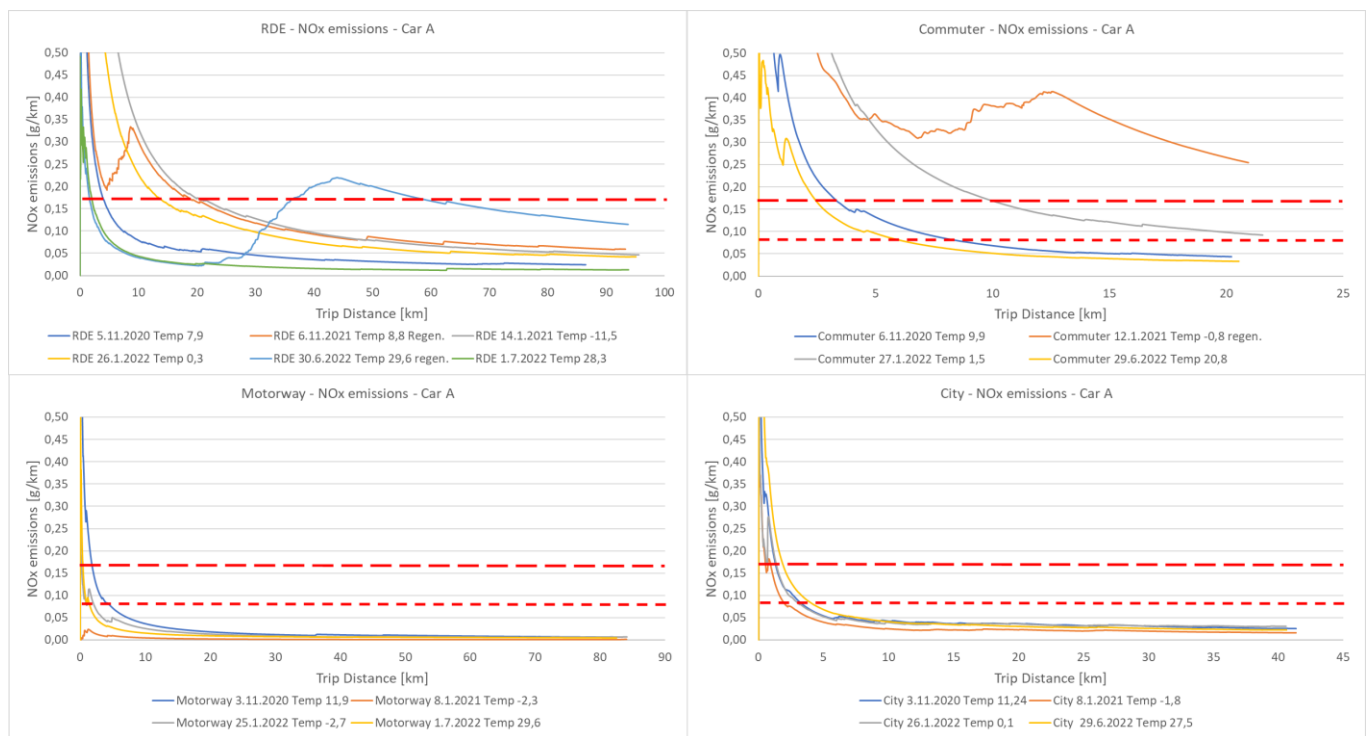 RDE - NOx emissions - Car A
NOx emissions [g/km]
0,50
0,45
0,40
0,35
0,30
0,25
0,20
0,15
0,10
0,05
0,00
0 10 20 30 40 50 60 70 80 90 100
Trip Distance [km]
RDE 5.11.2020 Temp 7,9 RDE 6.11.2021 Temp 8,8 Regen. RDE 14.1.2021 Temp -11,5
RDE 26.1.2022 Temp 0,3 RDE 30.6.2022 Temp 29,6 regen. RDE 1.7.2022 Temp 28,3
Commuter - NOx emissions - Car A
NOx emissions [g/km]
0,50
0,45
0,40
0,35
0,30
0,25
0,20
0,15
0,10
0,05
0,00
0 5 10 15 20 25
Trip Distance [km]
Commuter 6.11.2020 Temp 9,9 Commuter 12.1.2021 Temp -0,8 regen.
Commuter 27.1.2022 Temp 1,5 Commuter 29.6.2022 Temp 20,8
Motorway - NOx emissions - Car A
NOx emissions [g/km]
0,50
0,45
0,40
0,35
0,30
0,25
0,20
0,15
0,10
0,05
0,00
0 10 20 30 40 50 60 70 80 90
Trip Distance [km]
Motorway 3.11.2020 Temp 11,9 Motorway 8.1.2021 Temp -2,3
Motorway 25.1.2022 Temp -2,7 Motorway 1.7.2022 Temp 29,6
City - NOx emissions - Car A
NOx emissions [g/km]
0,50
0,45
0,40
0,35
0,30
0,25
0,20
0,15
0,10
0,05
0,00
0 5 10 15 20 25 30 35 40 45
Trip Distance [km]
City 3.11.2020 Temp 11,24 City 8.1.2021 Temp -1,8
City 26.1.2022 Temp 0,1 City 29.6.2022 Temp 27,5